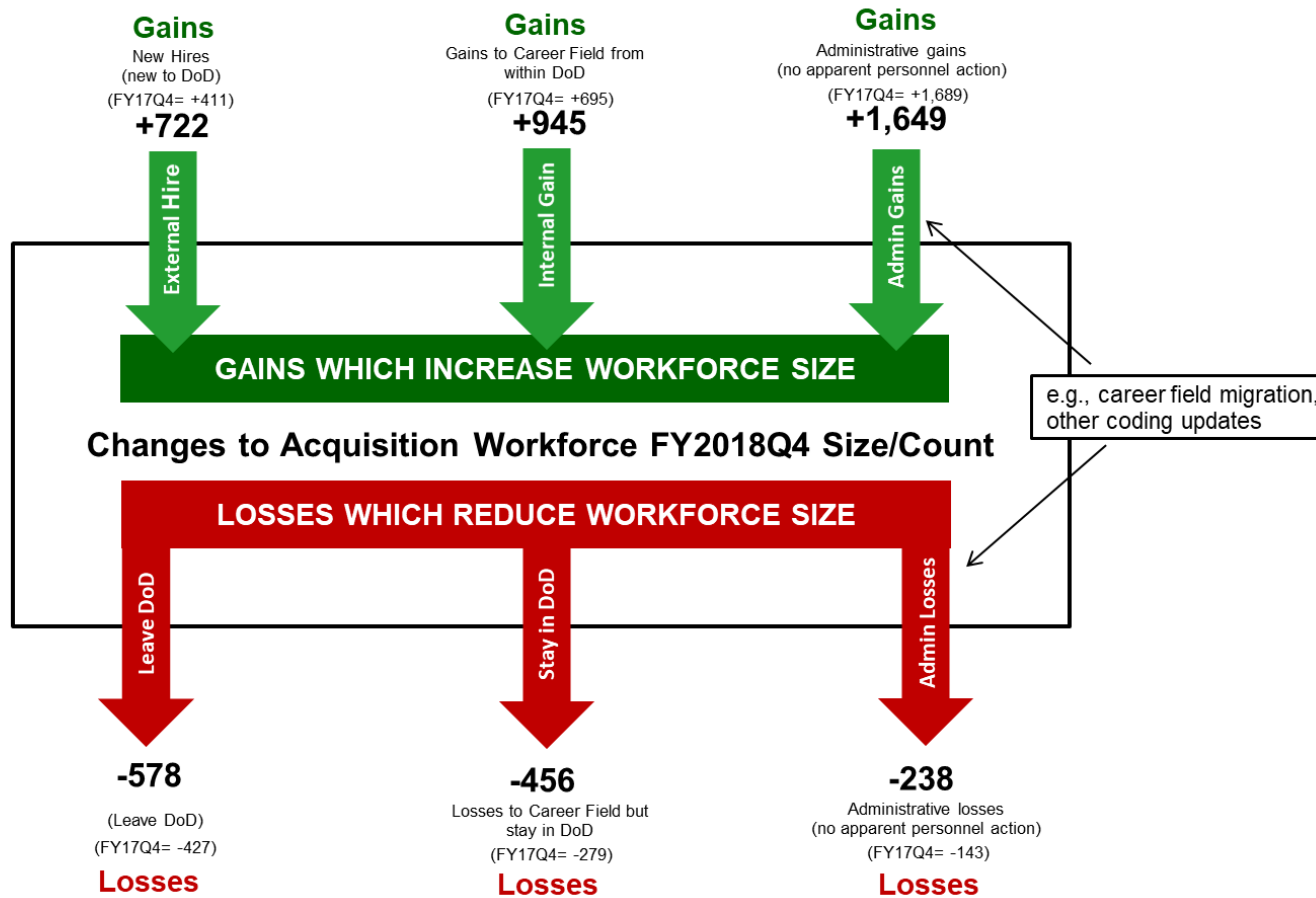 Gains
New Hires
(new to DoD)
(FY17Q4= +411)
+722
Gains
Gains to Career Field from
within DoD
(FY17Q4= +695)
+945
Gains
Administrative gains
(no apparent personnel action)
(FY17Q4= +1,689)
+1,649
External Hire
Internal Gain
Admin Gains
GAINS WHICH INCREASE WORKFORCE SIZE
e.g., career field migration,
other coding updates
Changes to Acquisition Workforce FY2018Q4 Size/Count
LOSSES WHICH REDUCE WORKFORCE SIZE
Leave DoD
Stay in DoD
Admin Losses
-578
(Leave DoD)
(FY17Q4= -427)
Losses
-456
Losses to Career Field but
stay in DoD
(FY17Q4= -279)
Losses
-238
Administrative losses
(no apparent personnel action)
(FY17Q4= -143)
Losses